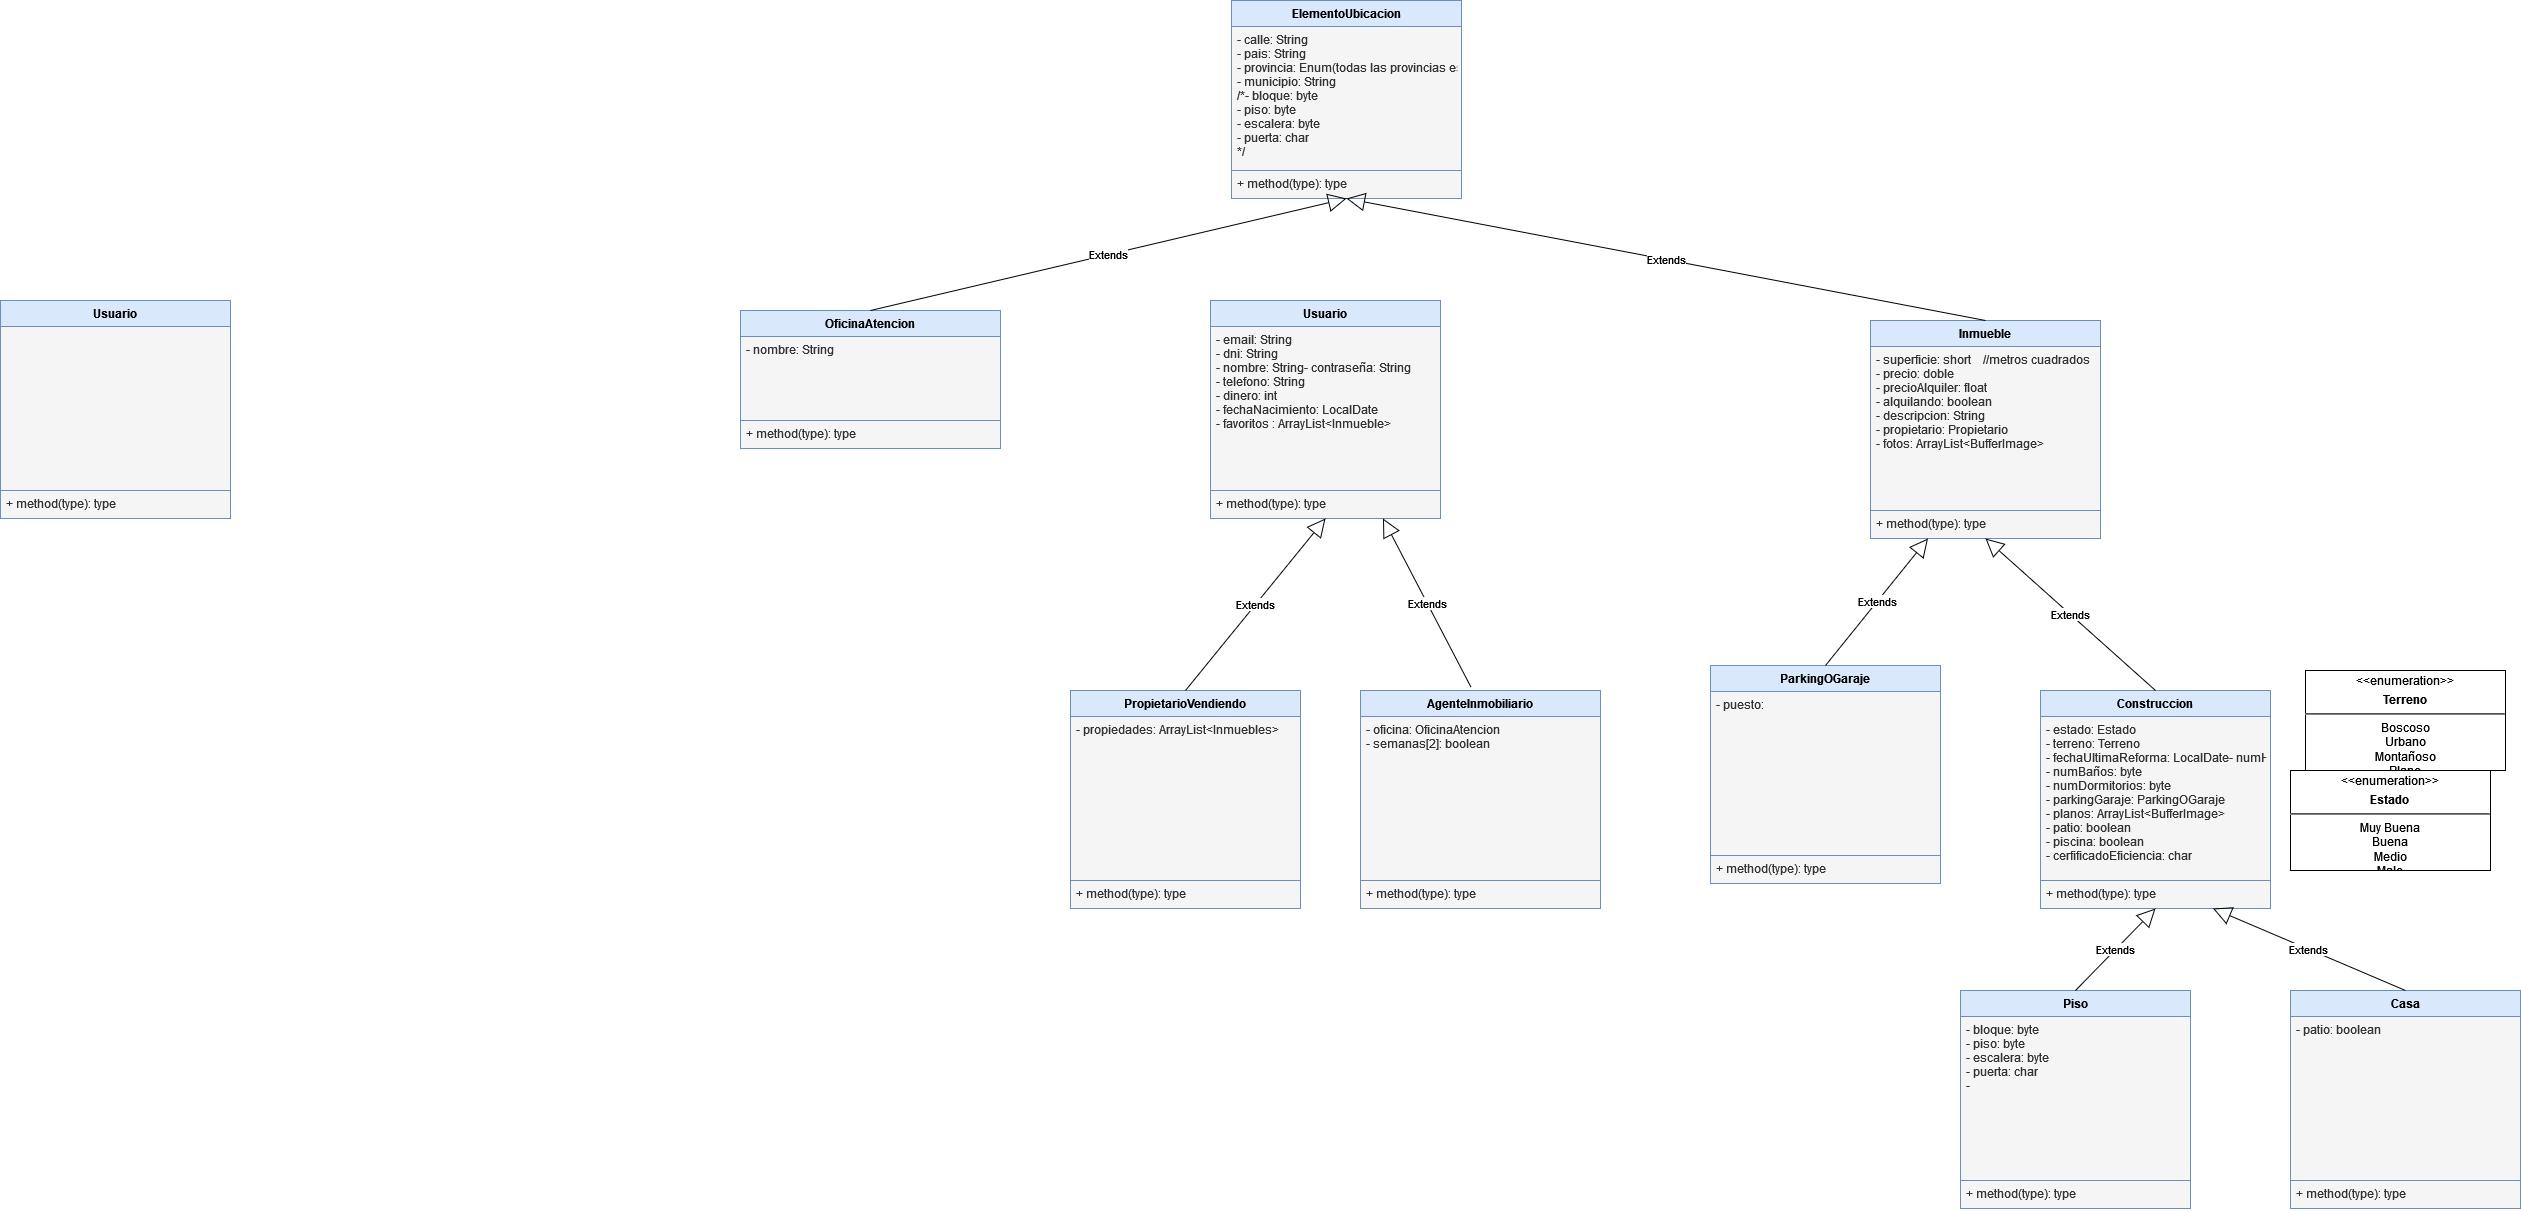 ElementoUbicacion
- calle: String
- pais: String
- provincia: Enum(todas las provincias
- municipio: String
/*- bloque: byte
- piso: byte
- escalera: byte
- puerta: char
*/
+ method(type): type
Extends
Extends
Usuario
+ method(type): type
OficinaAtencion
- nombre: String
+ method(type): type
Usuario
- email: String
- dni: String
- nombre: String- contraseña: String
- telefono: String
- dinero: int
- fechaNacimiento: LocalDate
- favoritos : ArrayList<Inmueble>
+ method(type): type
Inmueble
- superficie: short //metros cuadrados
- precio: doble
- precioAlquiler: float
- alquilando: boolean
- descripcion: String
- propietario: Propietario
- fotos: ArrayList<BufferImage>
+ method(type): type
Extends
Extends
Extends
Extends
PropietarioVendiendo
- propiedades: ArrayList<Inmuebles>
+ method(type): type
AgenteInmobiliario
- oficina: OficinaAtencion
- semanas[2]: boolean
+ method(type): type
ParkingOGaraje
- puesto:
+ method(type): type
Construccion
- estado: Estado
- terreno: Terreno
- fechaUltimaReforma: LocalDate-
- numBaños: byte
- numDormitorios: byte
- parkingGaraje: ParkingOGaraje
- planos: ArrayList<BufferImage>
- patio: boolean
- piscina: boolean
- cerfificadoEficiencia: char
+ method(type): type
<<enumeration>>
Terreno
Boscoso
Urbano
Montañoso
<<enumeration>>
Estado
Muy Buena
Buena
Medio
Extends
Extends
Piso
- bloque: byte
- piso: byte
- escalera: byte
- puerta: char
-
+ method(type): type
Casa
- patio: boolean
+ method(type): type